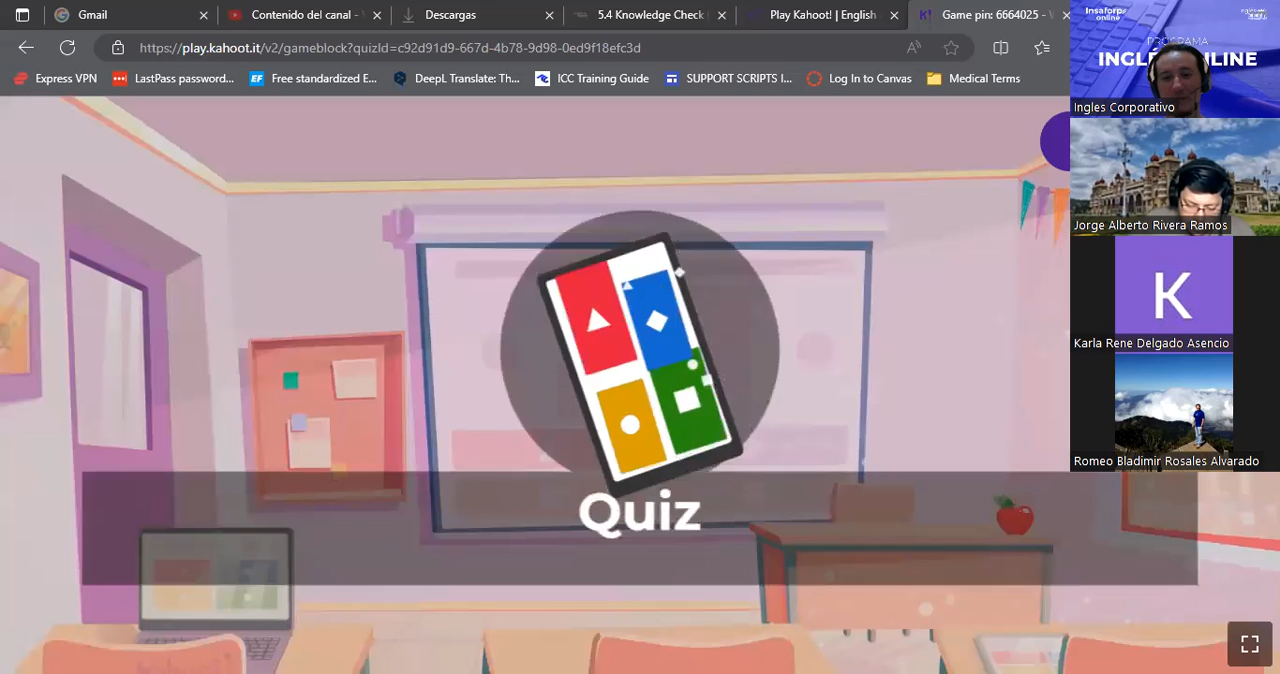 Gmail
Contenido del canal -
Descargas
5.4 Knowledge Check
Play Kahoot! | English
K! Game pin: 6664025 -
https://play.kahoot.it/v2/gameblock?quizId=c92d91d9-667d-4b78-9d98-0ed9f18efc3d
Express VPN
LastPass password...
EF Free standardized E...
DeepL Translate: Th...
ICC Training Guide
SUPPORT SCRIPTS I...
Log In to Canvas
Medical Terms
Insaforp
online
PROGRAMA
INGLÉS ONLINE
Ingles Corporativo
Jorge Alberto Rivera Ramos
K
Karla Rene Delgado Asencio
Romeo Bladimir Rosales Alvarado
Quiz